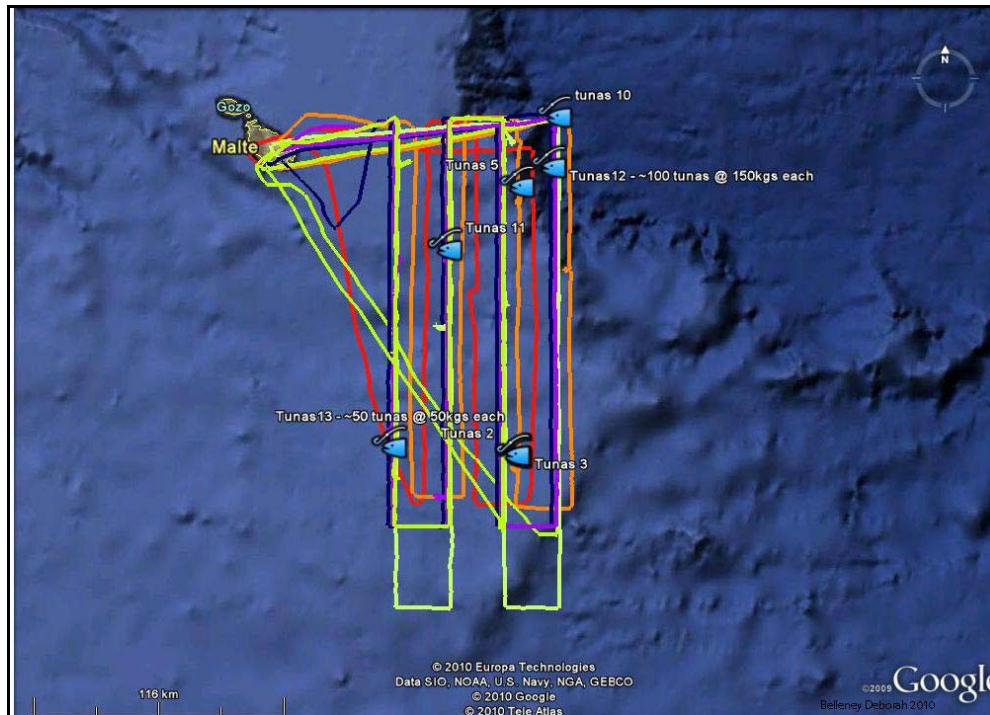 N
tunas 10
Gozo
Malte
Tunas 5
Tunas12 - ~100 tunas @ 150kgs each
Tunas 11
Tunas13 - ~50 tunas @ 50kgs each
Tunas 2
Tunas 3
© 2010 Europa Technologies
Data SIO, NOAA, U.S. Navy, NGA, GEBCO
© 2010 Google
© 2010 Tele Atlas
116 km
©2009 Google
Belleney Deborah 2010